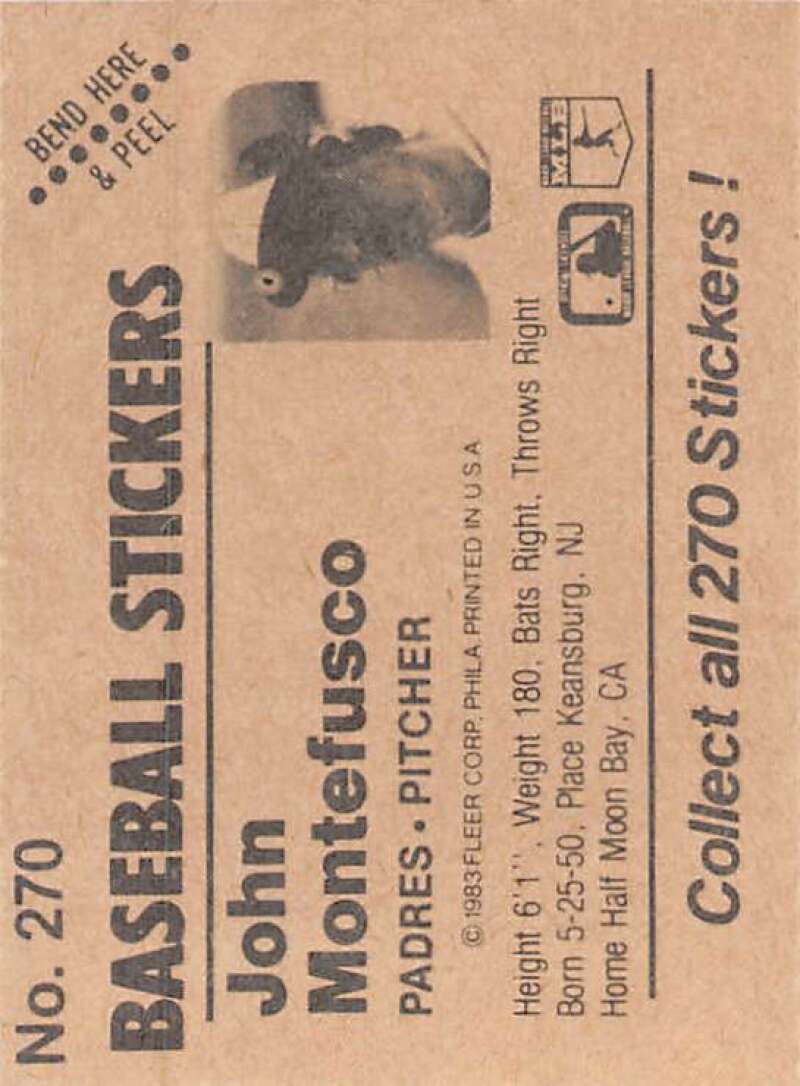 No. 270
BEND HERE
& PEEL
BASEBALL STICKERS
John
Montefusco
PADRES • PITCHER
© 1983 FLEER CORP. PHILA. PRINTED IN U S A
Height 6'1'', Weight 180, Bats Right, Throws Right
Born 5-25-50, Place Keansburg, NJ
Home Half Moon Bay, CA
Collect all 270 Stickers !